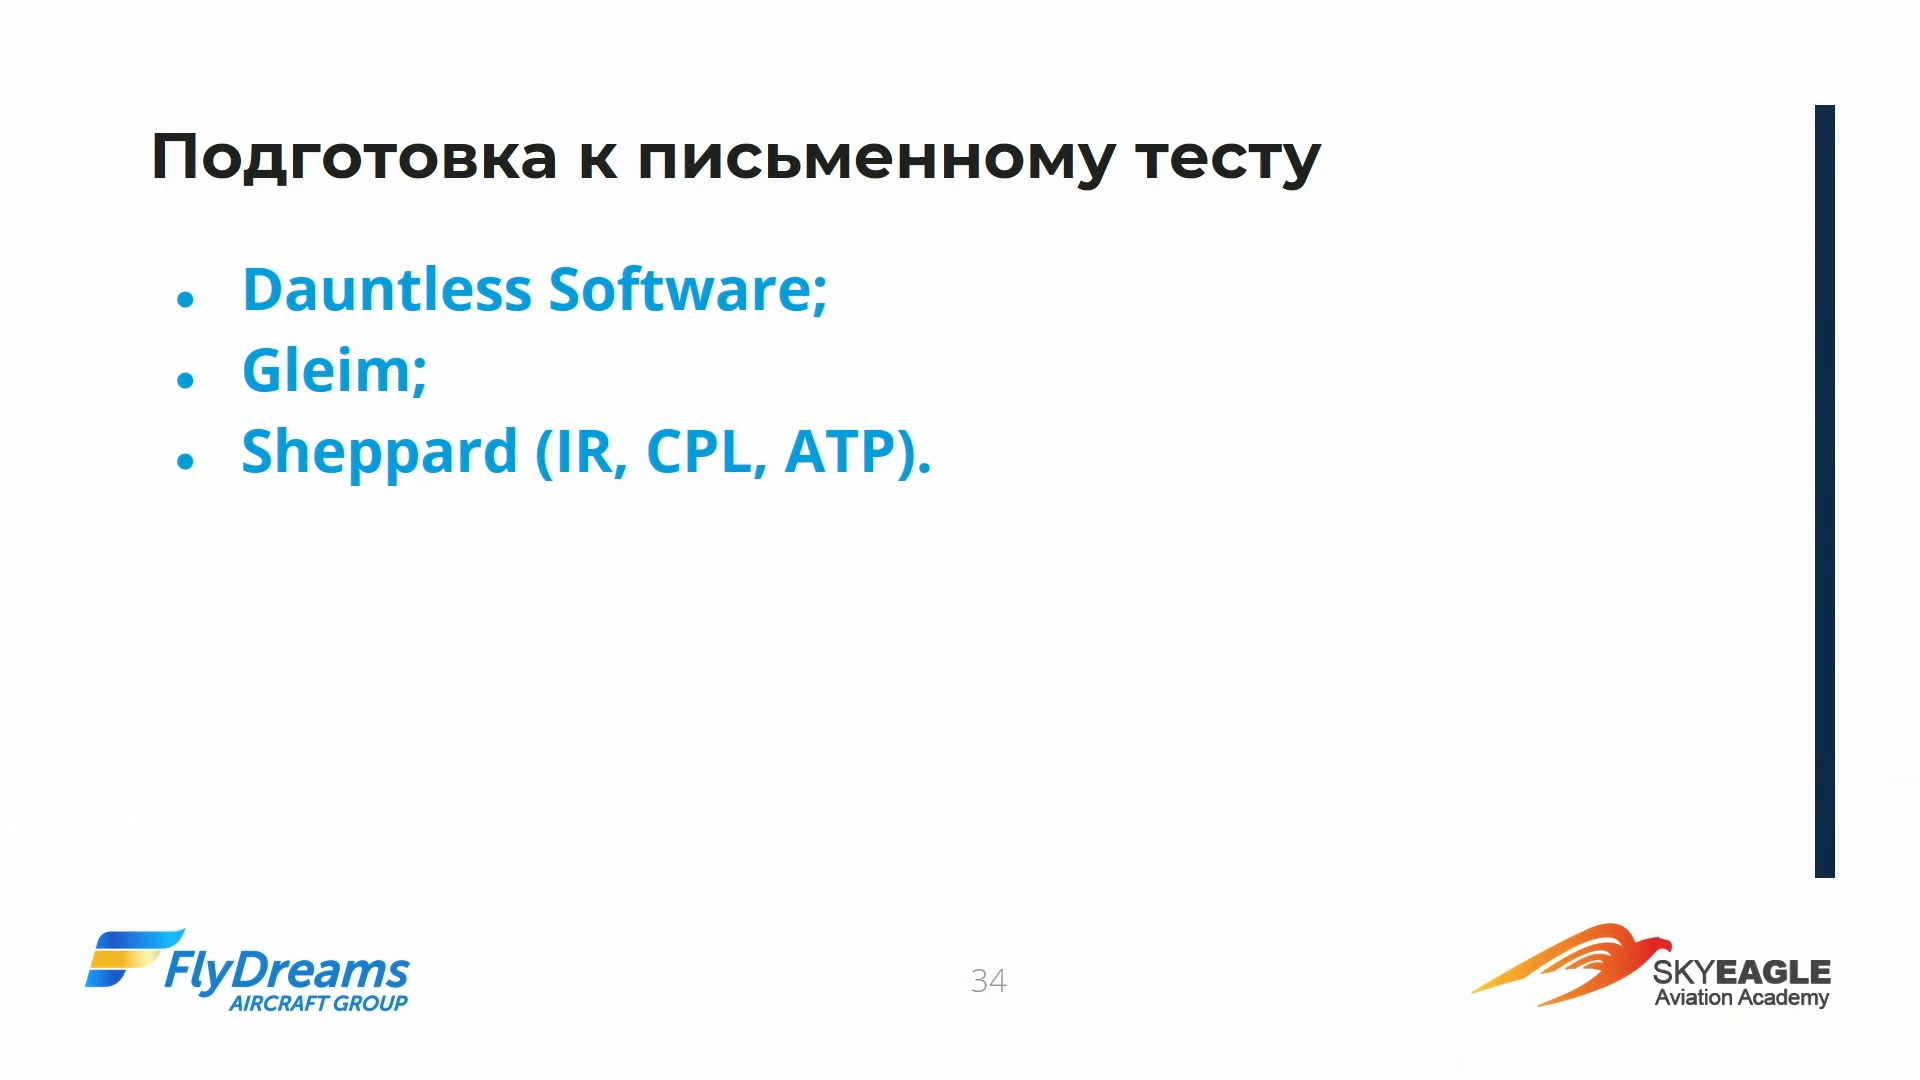 Подготовка к письменному тесту
● Dauntless Software;
● Gleim;
● Sheppard (IR, CPL, ATP).
FlyDreams
AIRCRAFT GROUP
34
SKYEAGLE
Aviation Academy